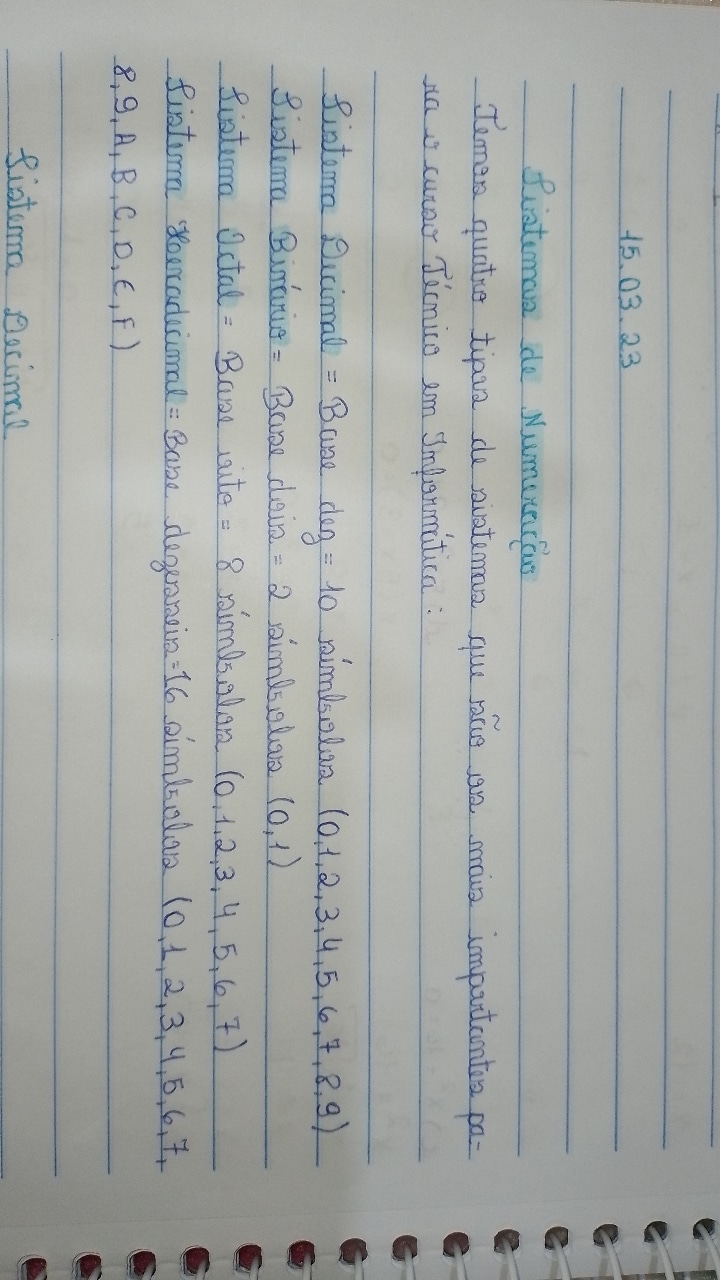 15.03.23
Sistemas de Numeração
Temos quatro tipos de sistemas que são os mais importantes pa-
ra o curso Técnico em Informática:
Sistema Decimal = Base dez = 10 símbolos (0,1,2,3,4,5,6,7,8,9)
Sistema Binário = Base dois = 2 símbolos (0,1)
Sistema Octal = Base oito = 8 símbolos (0,1,2,3,4,5,6,7)
Sistema Hexadecimal = Base dezesseis = 16 símbolos (0,1,2,3,4,5,6,7,
8,9,A,B,C,D,E,F)
Sistema Decimal